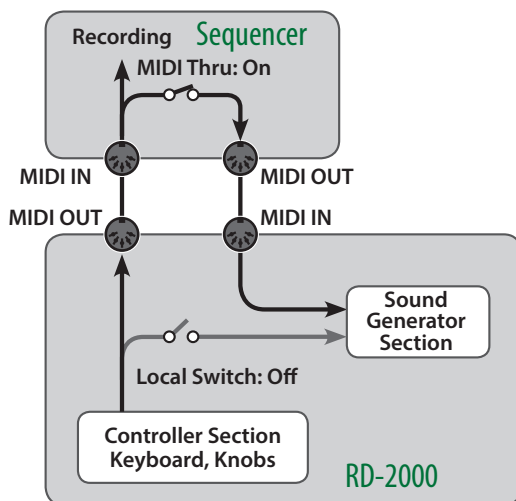 Recording
Sequencer
MIDI Thru: On
MIDI IN
MIDI OUT
MIDI OUT
MIDI IN
Sound
Generator
Section
Local Switch: Off
Controller Section
Keyboard, Knobs
RD-2000